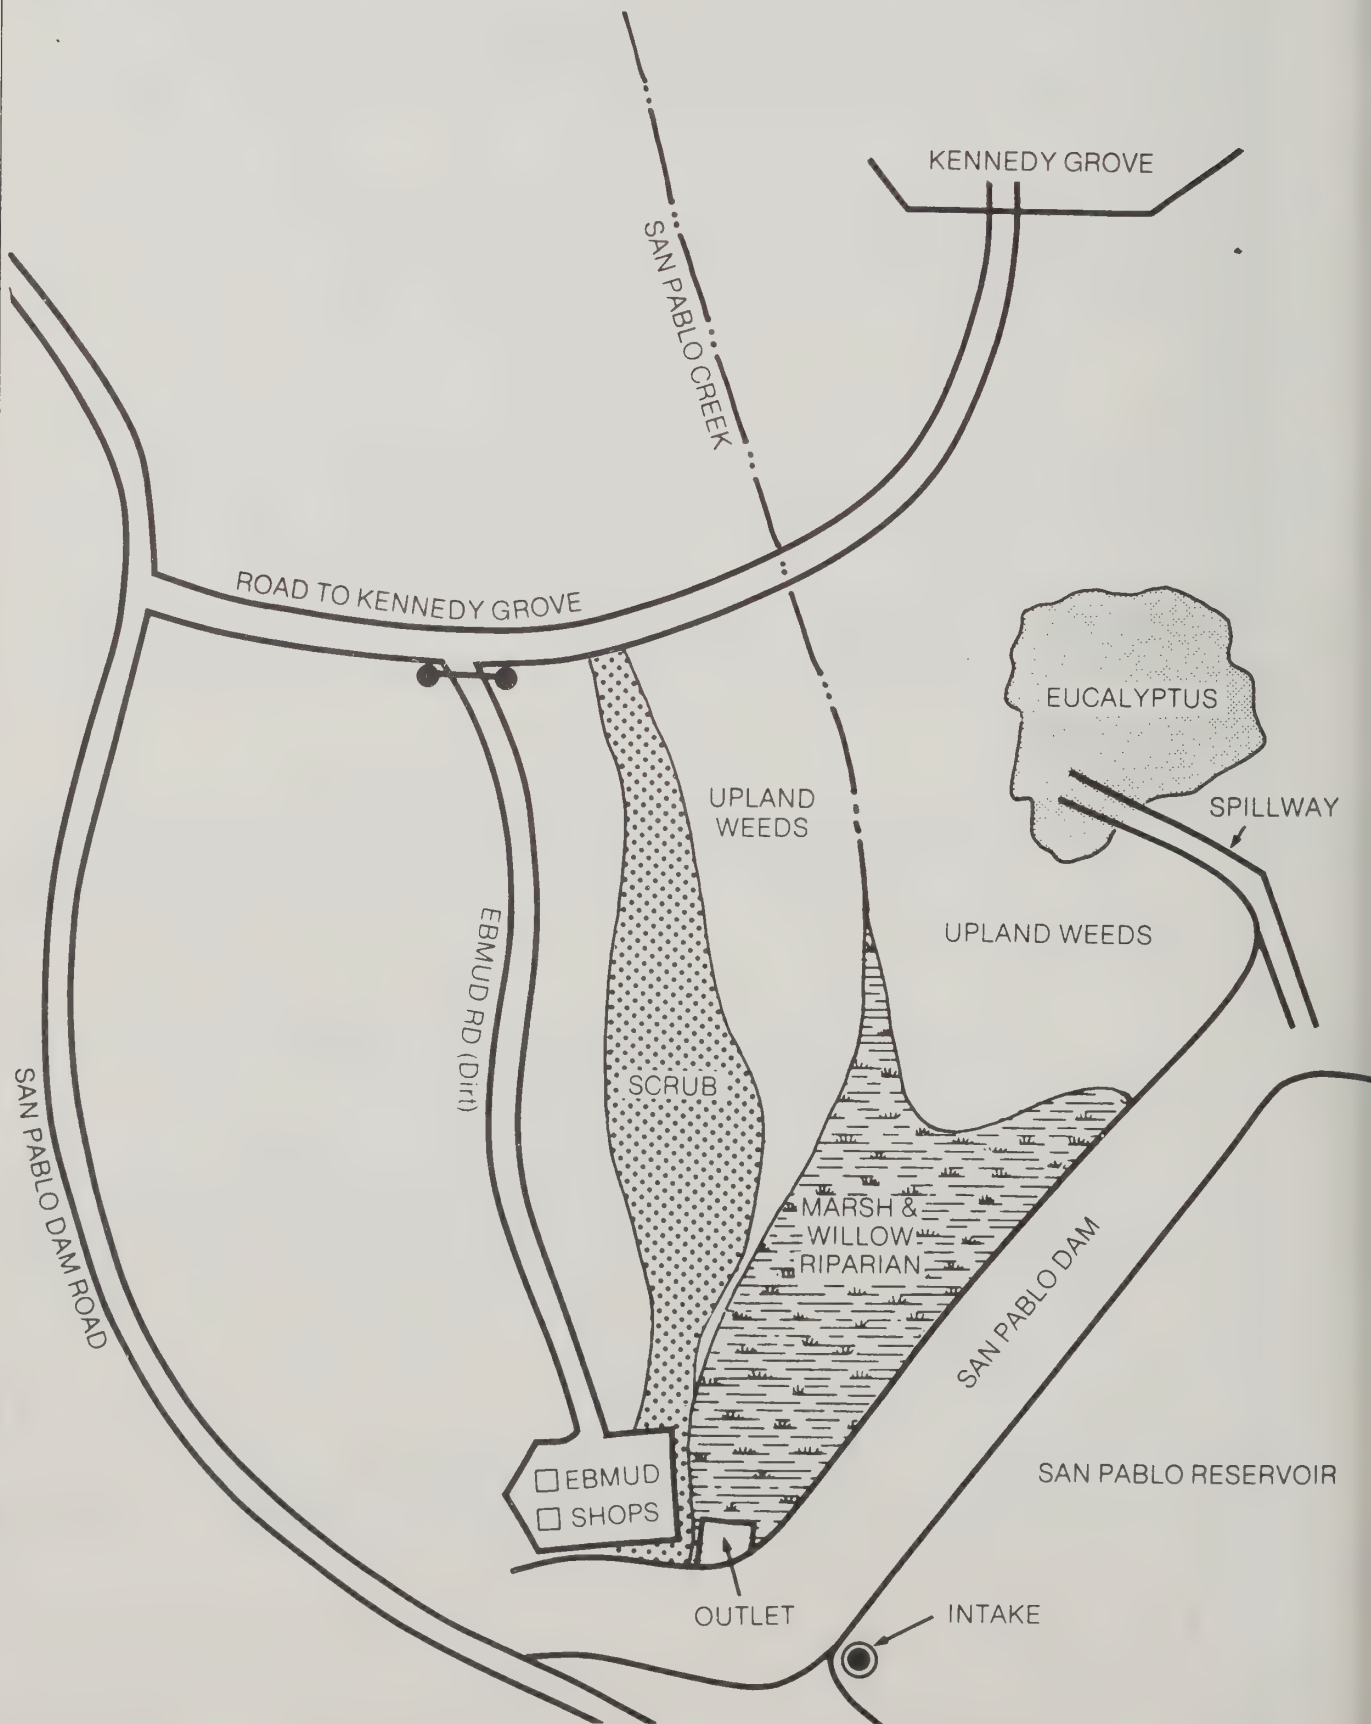 KENNEDY GROVE
SAN PABLO CREEK
ROAD TO KENNEDY GROVE
EUCALYPTUS
UPLAND
WEEDS
SPILLWAY
EBMUD RD (Dirt)
UPLAND WEEDS
SCRUB
SAN PABLO DAM ROAD
MARSH &
WILLOW
RIPARIAN
SAN PABLO DAM
EBMUD
SHOPS
SAN PABLO RESERVOIR
OUTLET
INTAKE